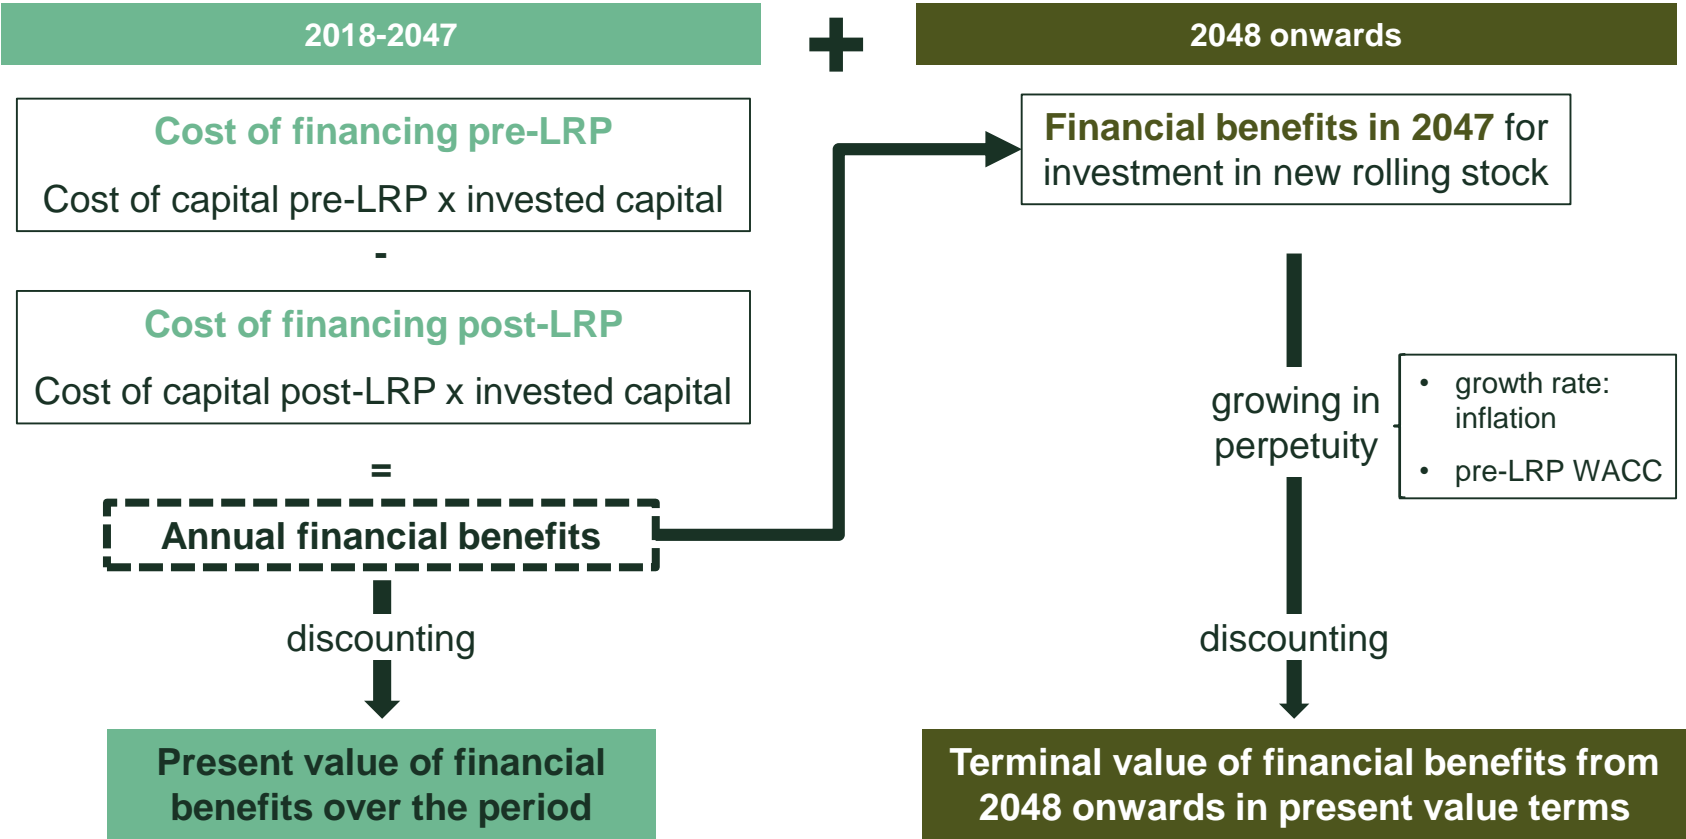 2018-2047
+
2048 onwards
Cost of financing pre-LRP
Cost of capital pre-LRP x invested capital
-
Cost of financing post-LRP
Cost of capital post-LRP x invested capital
=
Annual financial benefits
discounting
Present value of financial
benefits over the period
Financial benefits in 2047 for
investment in new rolling stock
growing in
perpetuity
• growth rate:
inflation
• pre-LRP WACC
discounting
Terminal value of financial benefits from
2048 onwards in present value terms